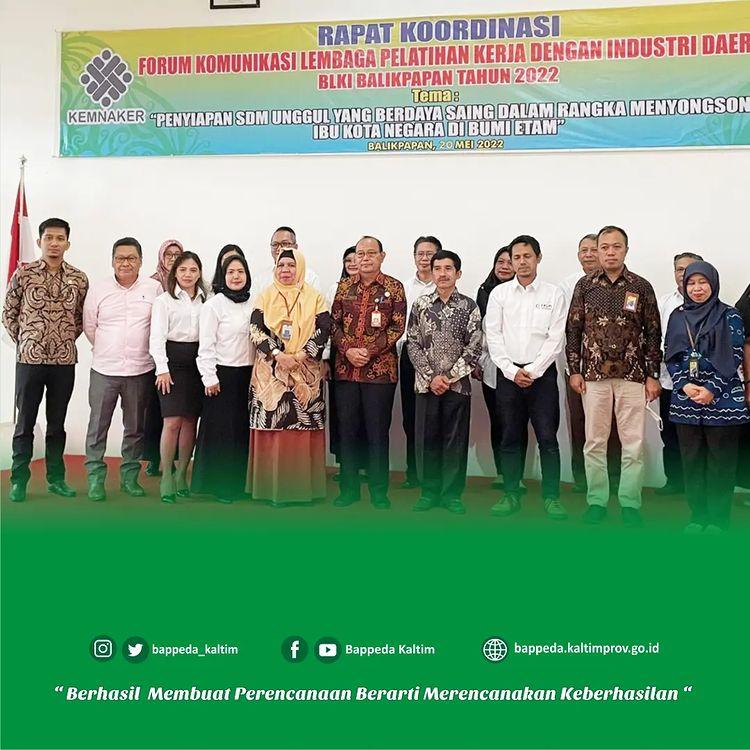 RAPAT KOORDINASI
FORUM KOMUNIKASI LEMBAGA PELATIHAN KERJA DENGAN INDUSTRI DAER
BLKI BALIKPAPAN TAHUN 2022
Tema :
KEMNAKER
"PENYIAPAN SDM UNGGUL YANG BERDAYA SAING DALAM RANGKA MENYONGSON
IBU KOTA NEGARA DI BUMI ETAM"
BALIKPAPAN, 20 MEI 2022
bappeda_kaltim
Bappeda Kaltim
bappeda.kaltimprov.go.id
“ Berhasil Membuat Perencanaan Berarti Merencanakan Keberhasilan “